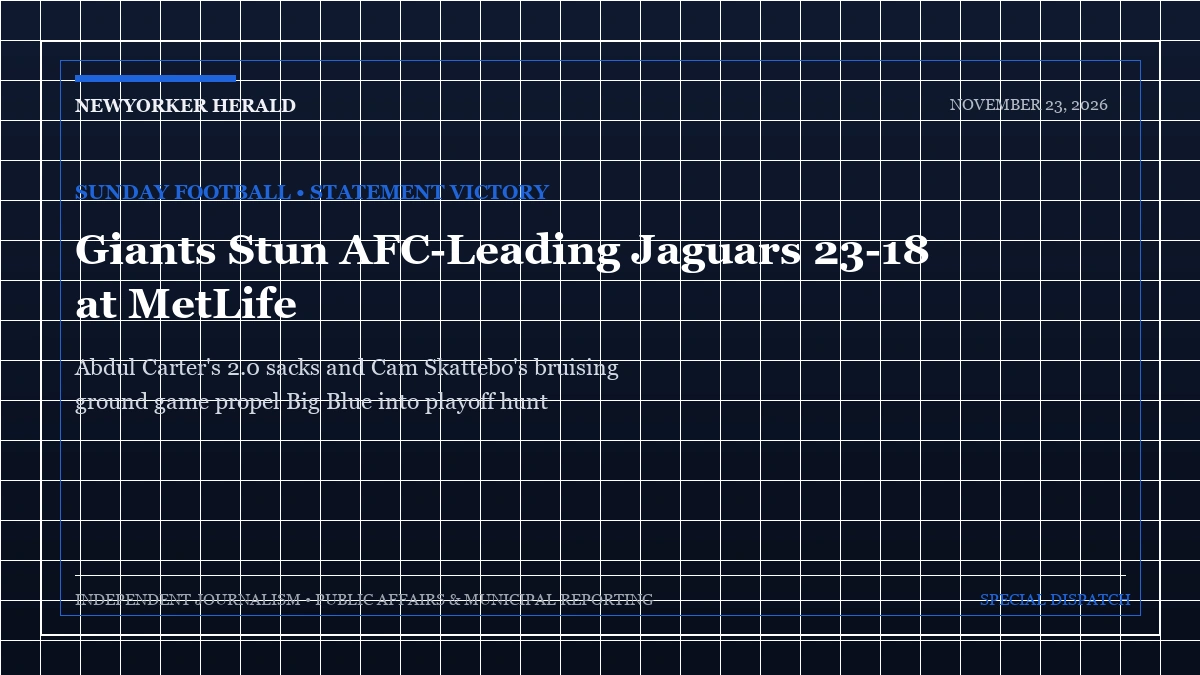 NEWYORKER HERALD
NOVEMBER 23, 2026
SUNDAY FOOTBALL • STATEMENT VICTORY
Giants Stun AFC-Leading Jaguars 23-18
at MetLife
Abdul Carter's 2.0 sacks and Cam Skattebo's bruising
ground game propel Big Blue into playoff hunt
INDEPENDENT JOURNALISM • PUBLIC AFFAIRS & MUNICIPAL REPORTING
SPECIAL DISPATCH